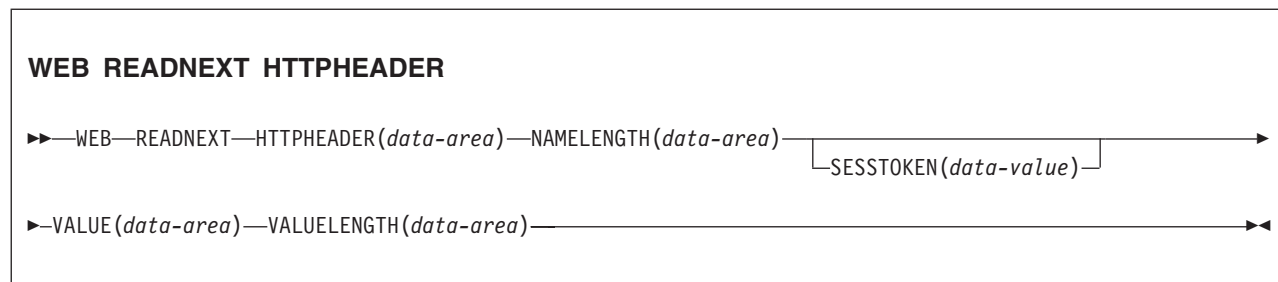 WEB READNEXT HTTPHEADER
WEB READNEXT HTTPHEADER(data-area) NAMELENGTH(data-area)
SESSTOKEN(data-value)
VALUE(data-area) VALUELENGTH(data-area)